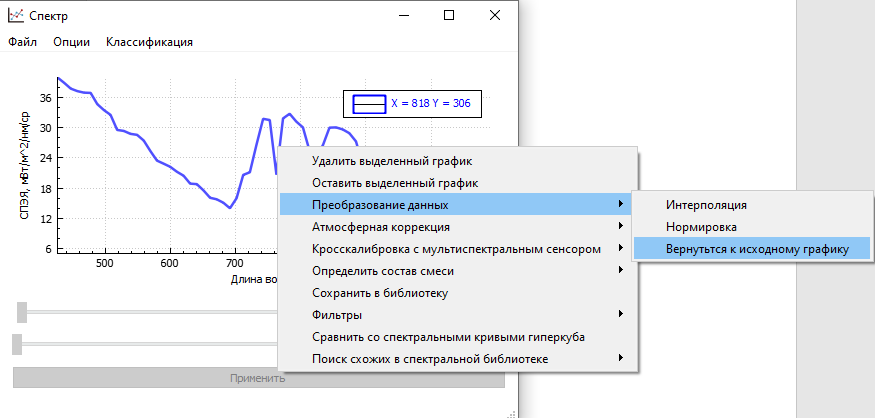 Спектр
Файл Опции Классификация
X = 818 Y = 306
36
30
24
18
12
6
СПЭЯ, мВт/м^2/нм/ср
500 600 700
Длина во
Удалить выделенный график
Оставить выделенный график
Преобразование данных
Атмосферная коррекция
Кросскалибровка с мультиспектральным сенсором
Определить состав смеси
Сохранить в библиотеку
Фильтры
Сравнить со спектральными кривыми гиперкуба
Поиск схожих в спектральной библиотеке
Интерполяция
Нормировка
Вернутьтся к исходному графику
Применить